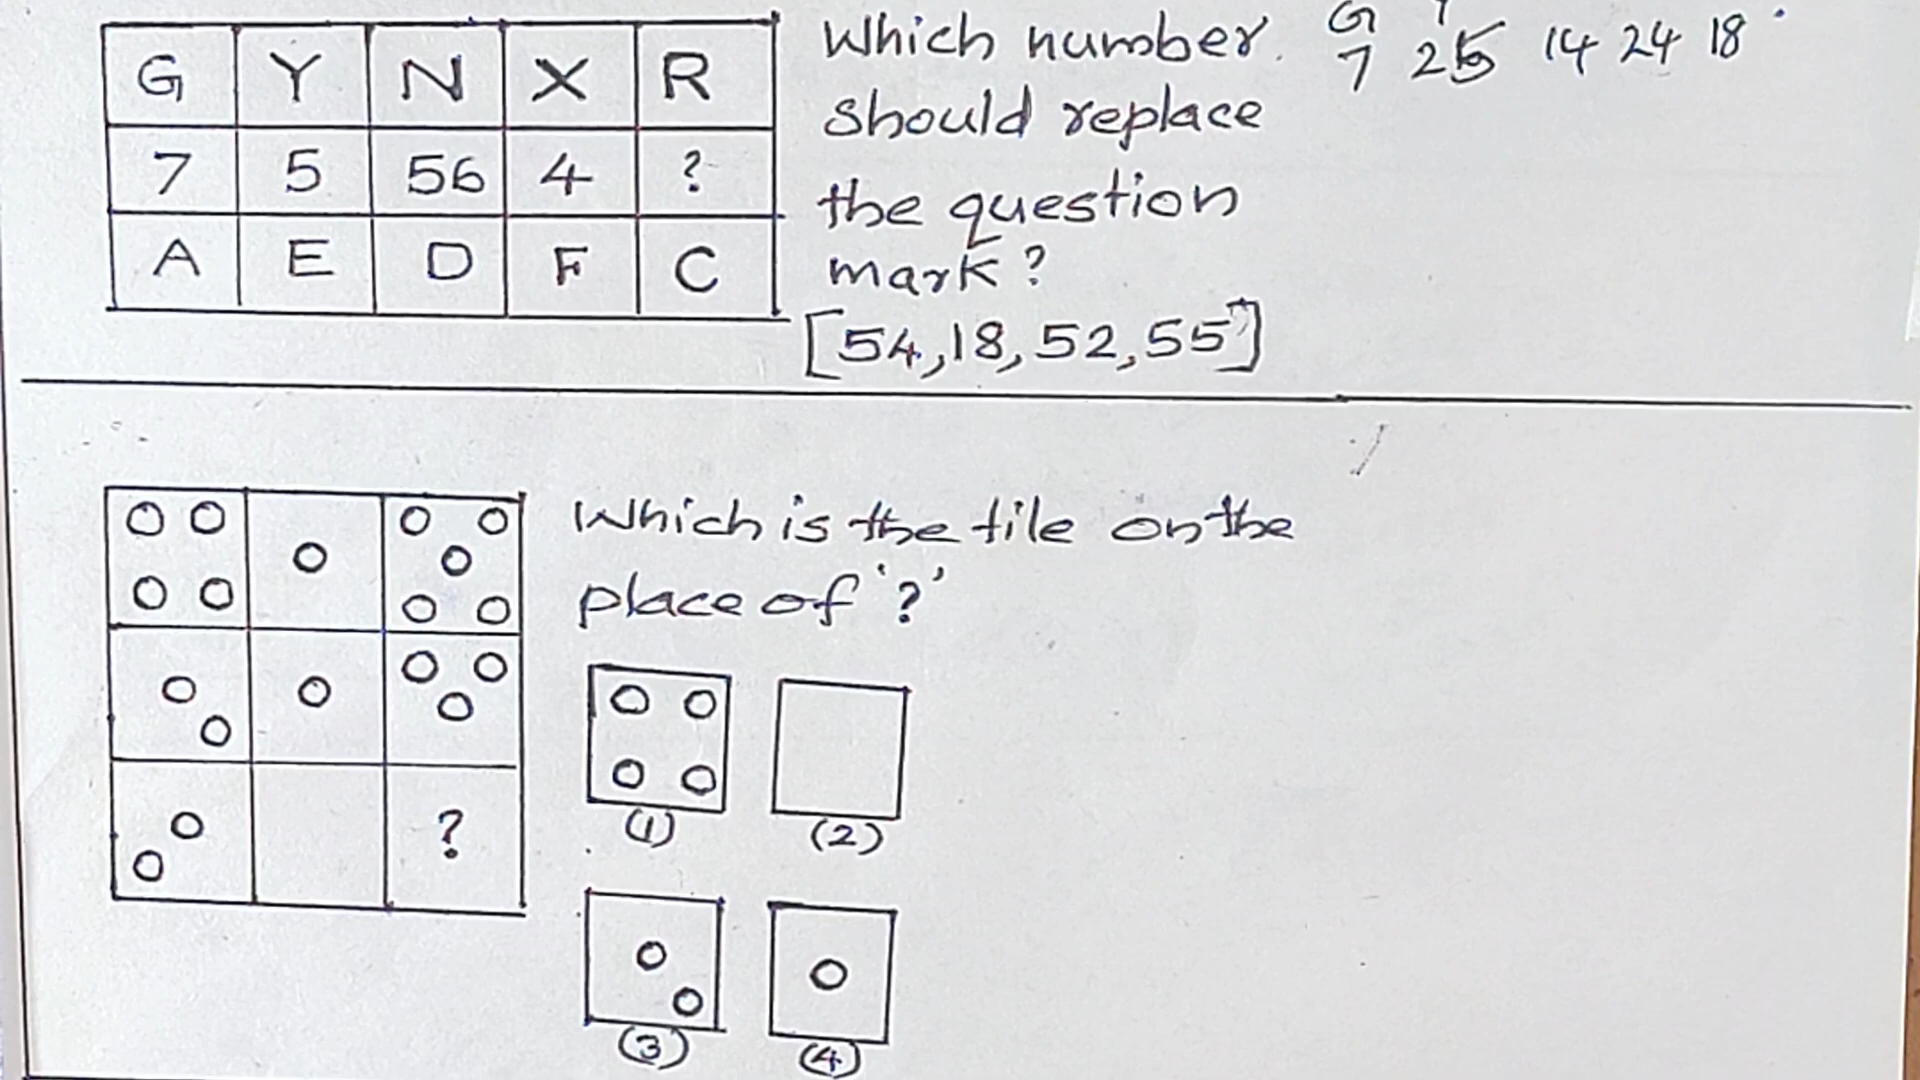 G Y N X R
7 5 56 4 ?
A E D F C
Which number
should replace
the question
mark?
[54,18,52,55]
G
7 25 14 24 18
Which is the tile on the
place of '?'
?
(1) (2)
(3) (4)